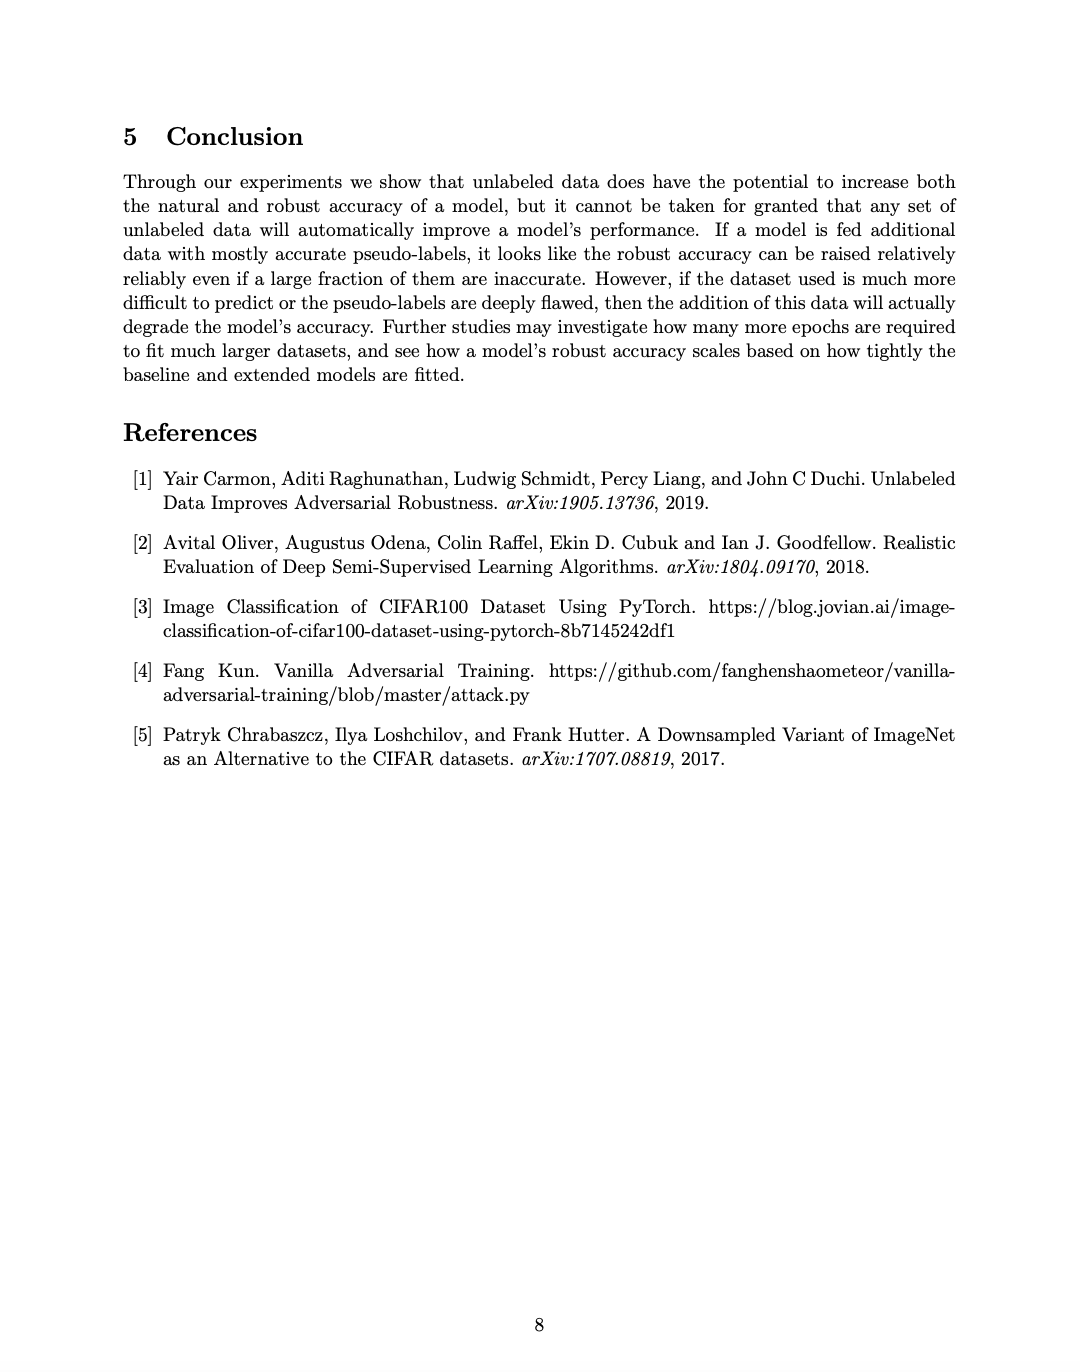 5 Conclusion
Through our experiments we show that unlabeled data does have the potential to increase both
the natural and robust accuracy of a model, but it cannot be taken for granted that any set of
unlabeled data will automatically improve a model's performance. If a model is fed additional
data with mostly accurate pseudo-labels, it looks like the robust accuracy can be raised relatively
reliably even if a large fraction of them are inaccurate. However, if the dataset used is much more
difficult to predict or the pseudo-labels are deeply flawed, then the addition of this data will actually
degrade the model's accuracy. Further studies may investigate how many more epochs are required
to fit much larger datasets, and see how a model's robust accuracy scales based on how tightly the
baseline and extended models are fitted.
References
[1] Yair Carmon, Aditi Raghunathan, Ludwig Schmidt, Percy Liang, and John C Duchi. Unlabeled
Data Improves Adversarial Robustness. arXiv:1905.13736, 2019.
[2] Avital Oliver, Augustus Odena, Colin Raffel, Ekin D. Cubuk and Ian J. Goodfellow. Realistic
Evaluation of Deep Semi-Supervised Learning Algorithms. arXiv:1804.09170, 2018.
[3] Image Classification of CIFAR100 Dataset Using PyTorch. https://blog.jovian.ai/image-
classification-of-cifar100-dataset-using-pytorch-8b7145242df1
[4] Fang Kun. Vanilla Adversarial Training. https://github.com/fanghenshaometeor/vanilla-
adversarial-training/blob/master/attack.py
[5] Patryk Chrabaszcz, Ilya Loshchilov, and Frank Hutter. A Downsampled Variant of ImageNet
as an Alternative to the CIFAR datasets. arXiv:1707.08819, 2017.
8